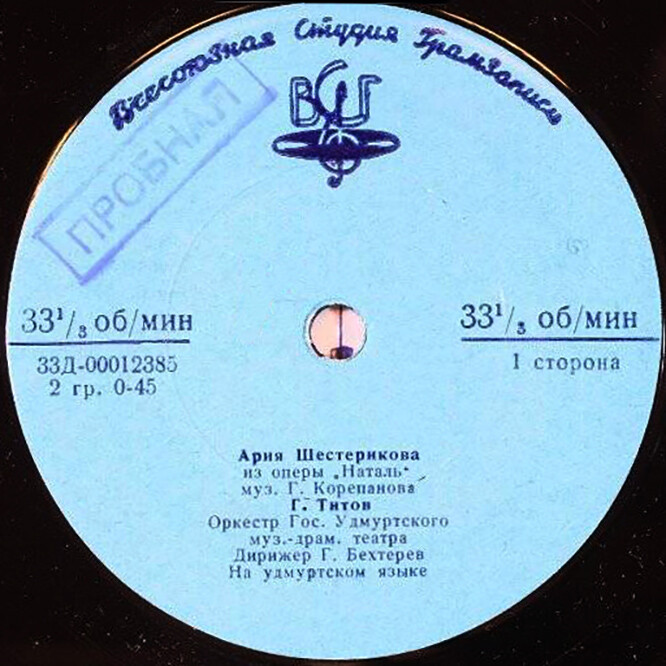 Всесоюзная Студия Грамзаписи
ВСГ
ПРОБНАЯ
33¹/₃ об/мин
33Д-00012385
2 гр. 0-45
33¹/₃ об/мин
1 сторона
Ария Шестерикова
из оперы „Наталь“
муз. Г. Корепанова
Г. Титов
Оркестр Гос. Удмуртского
муз.-драм. театра
Дирижер Г. Бехтерев
На удмуртском языке